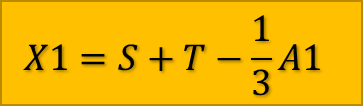 X1 = S + T − 1/3 A1